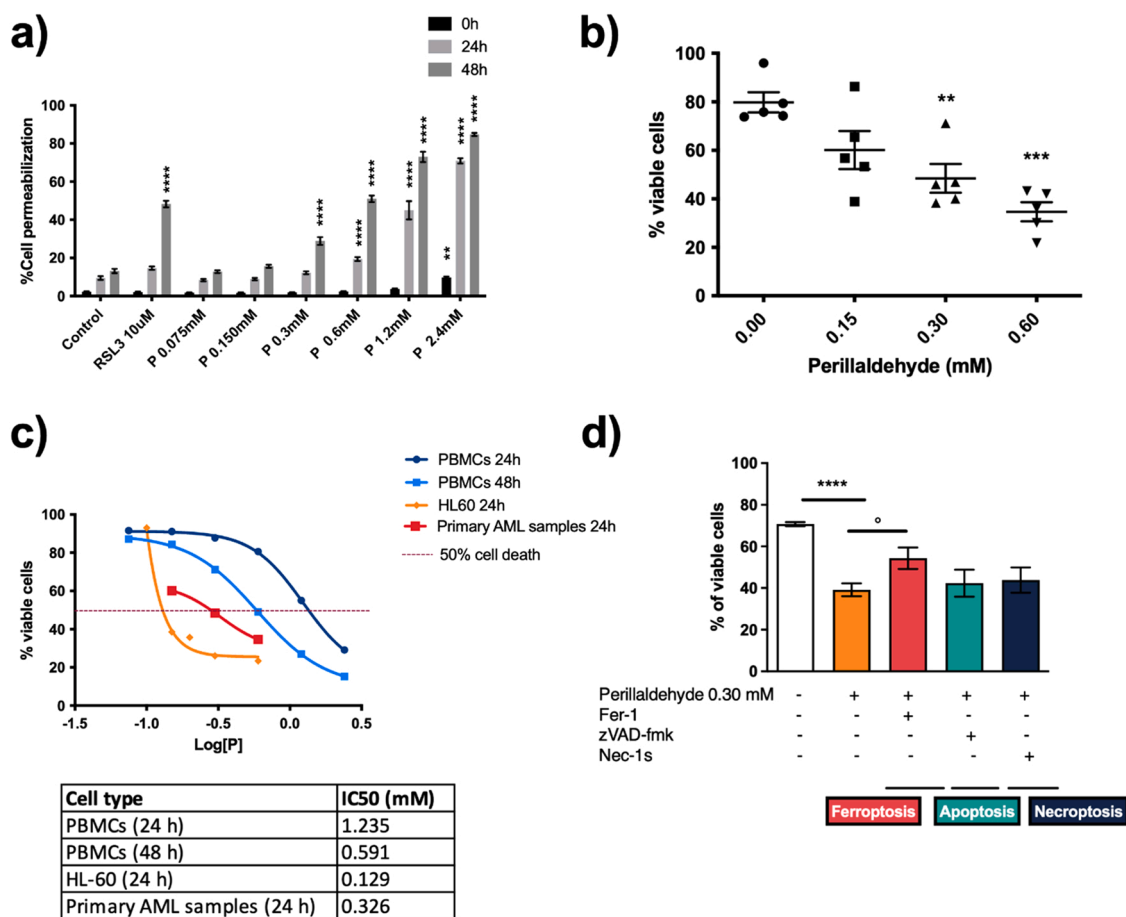 a)
0h
24h
48h
%Cell permeabilization
100
80
60
40
20
0
****
****
****
****
****
****
**
****
****
Control
RSL3 10uM
P 0.075mM
P 0.150mM
P 0.3mM
P 0.6mM
P 1.2mM
P 2.4mM
b)
% viable cells
100
80
60
40
20
0
**
***
0.00
0.15
0.30
0.60
Perillaldehyde (mM)
c)
PBMCs 24h
PBMCs 48h
HL60 24h
Primary AML samples 24h
50% cell death
% viable cells
100
80
60
40
20
0
-1.5 -1.0 -0.5 0.0 0.5
Log[P]
Cell type IC50 (mM)
PBMCs (24 h) 1.235
PBMCs (48 h) 0.591
HL-60 (24 h) 0.129
Primary AML samples (24 h) 0.326
d)
% of viable cells
100
80
60
40
20
0
****
°
Perillaldehyde 0.30 mM - + + + +
Fer-1 - - + - -
zVAD-fmk - - - + -
Nec-1s - - - - +
Ferroptosis Apoptosis Necroptosis